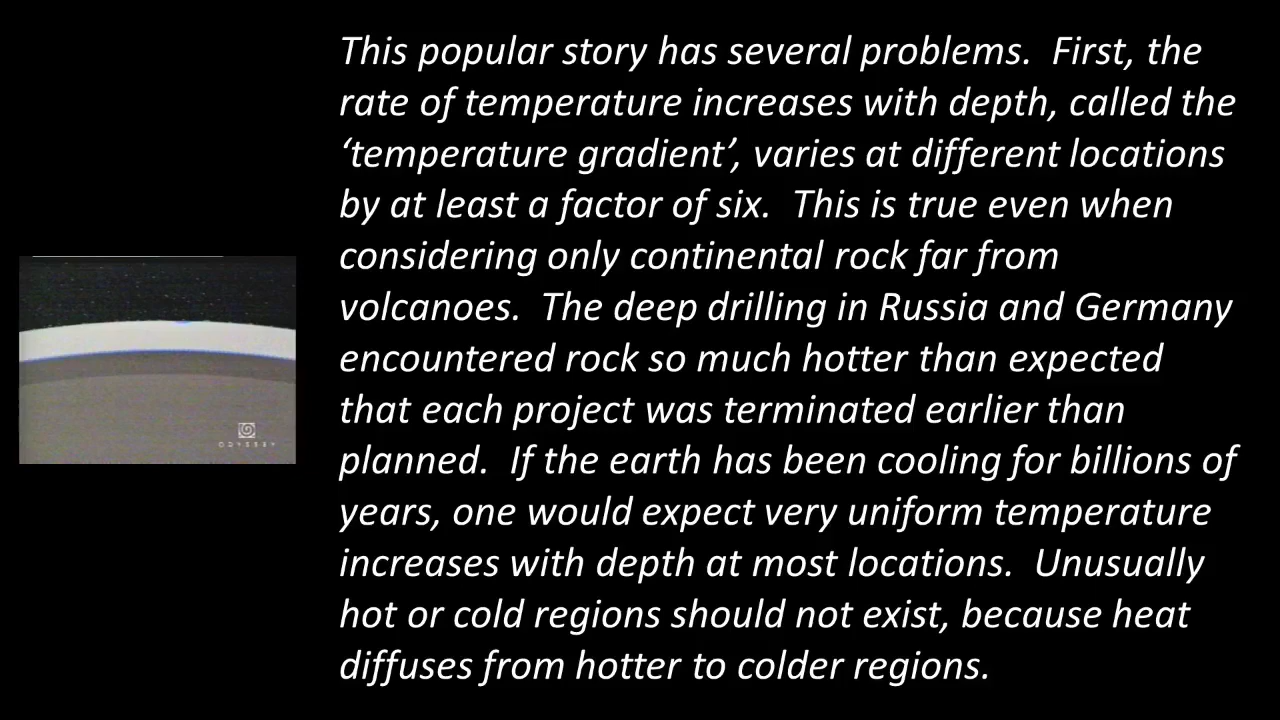 This popular story has several problems.  First, the
rate of temperature increases with depth, called the
‘temperature gradient’, varies at different locations
by at least a factor of six.  This is true even when
considering only continental rock far from
volcanoes.  The deep drilling in Russia and Germany
encountered rock so much hotter than expected
that each project was terminated earlier than
planned.  If the earth has been cooling for billions of
years, one would expect very uniform temperature
increases with depth at most locations.  Unusually
hot or cold regions should not exist, because heat
diffuses from hotter to colder regions.
ODYSSEY